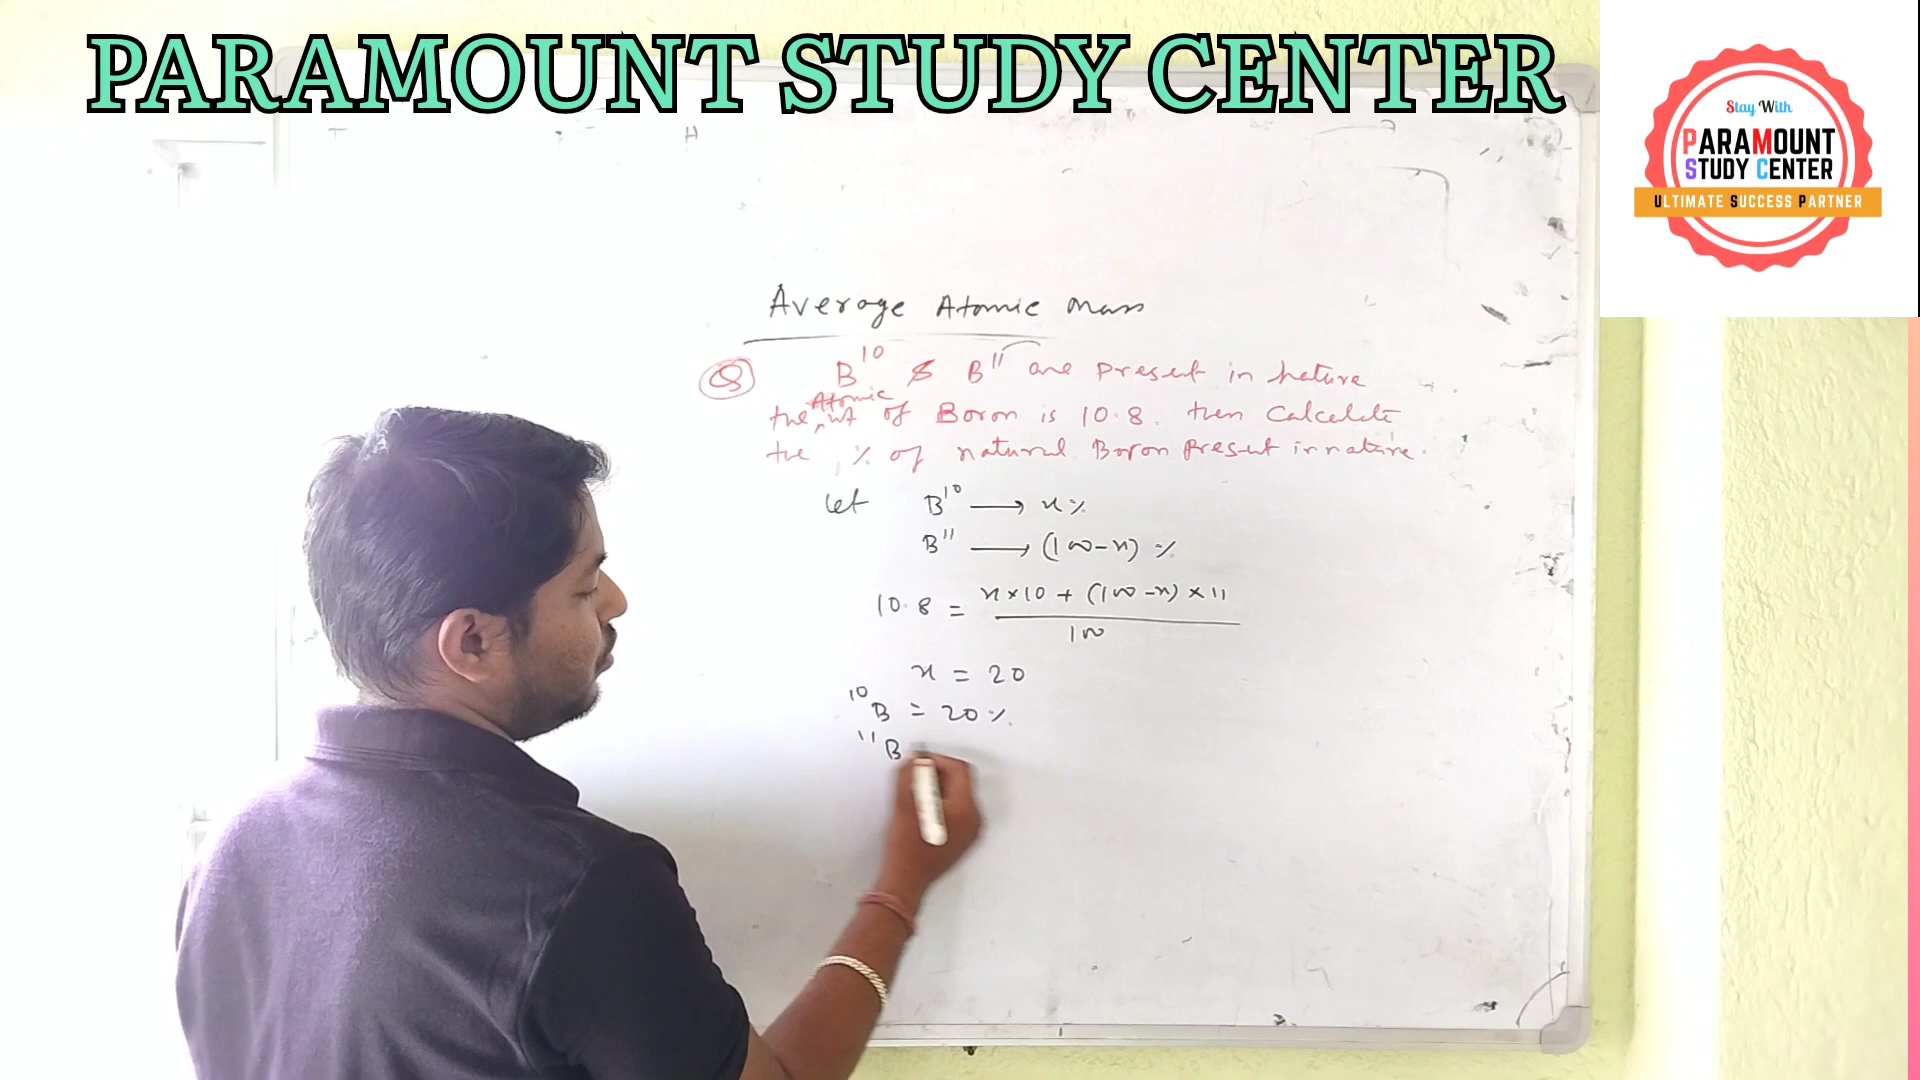 PARAMOUNT STUDY CENTER
Stay With
PARAMOUNT
STUDY CENTER
ULTIMATE SUCCESS PARTNER
Average Atomic Mass
Q B¹⁰ & B¹¹ are present in neture
the Atomic wt of Boron is 10.8. then Calculate
the % of natural Boron present in nature.
let B¹⁰ → x%
B¹¹ → (100-x) %
10.8 = x×10 + (100-x)×11
100
x = 20
¹⁰B = 20%
¹¹B